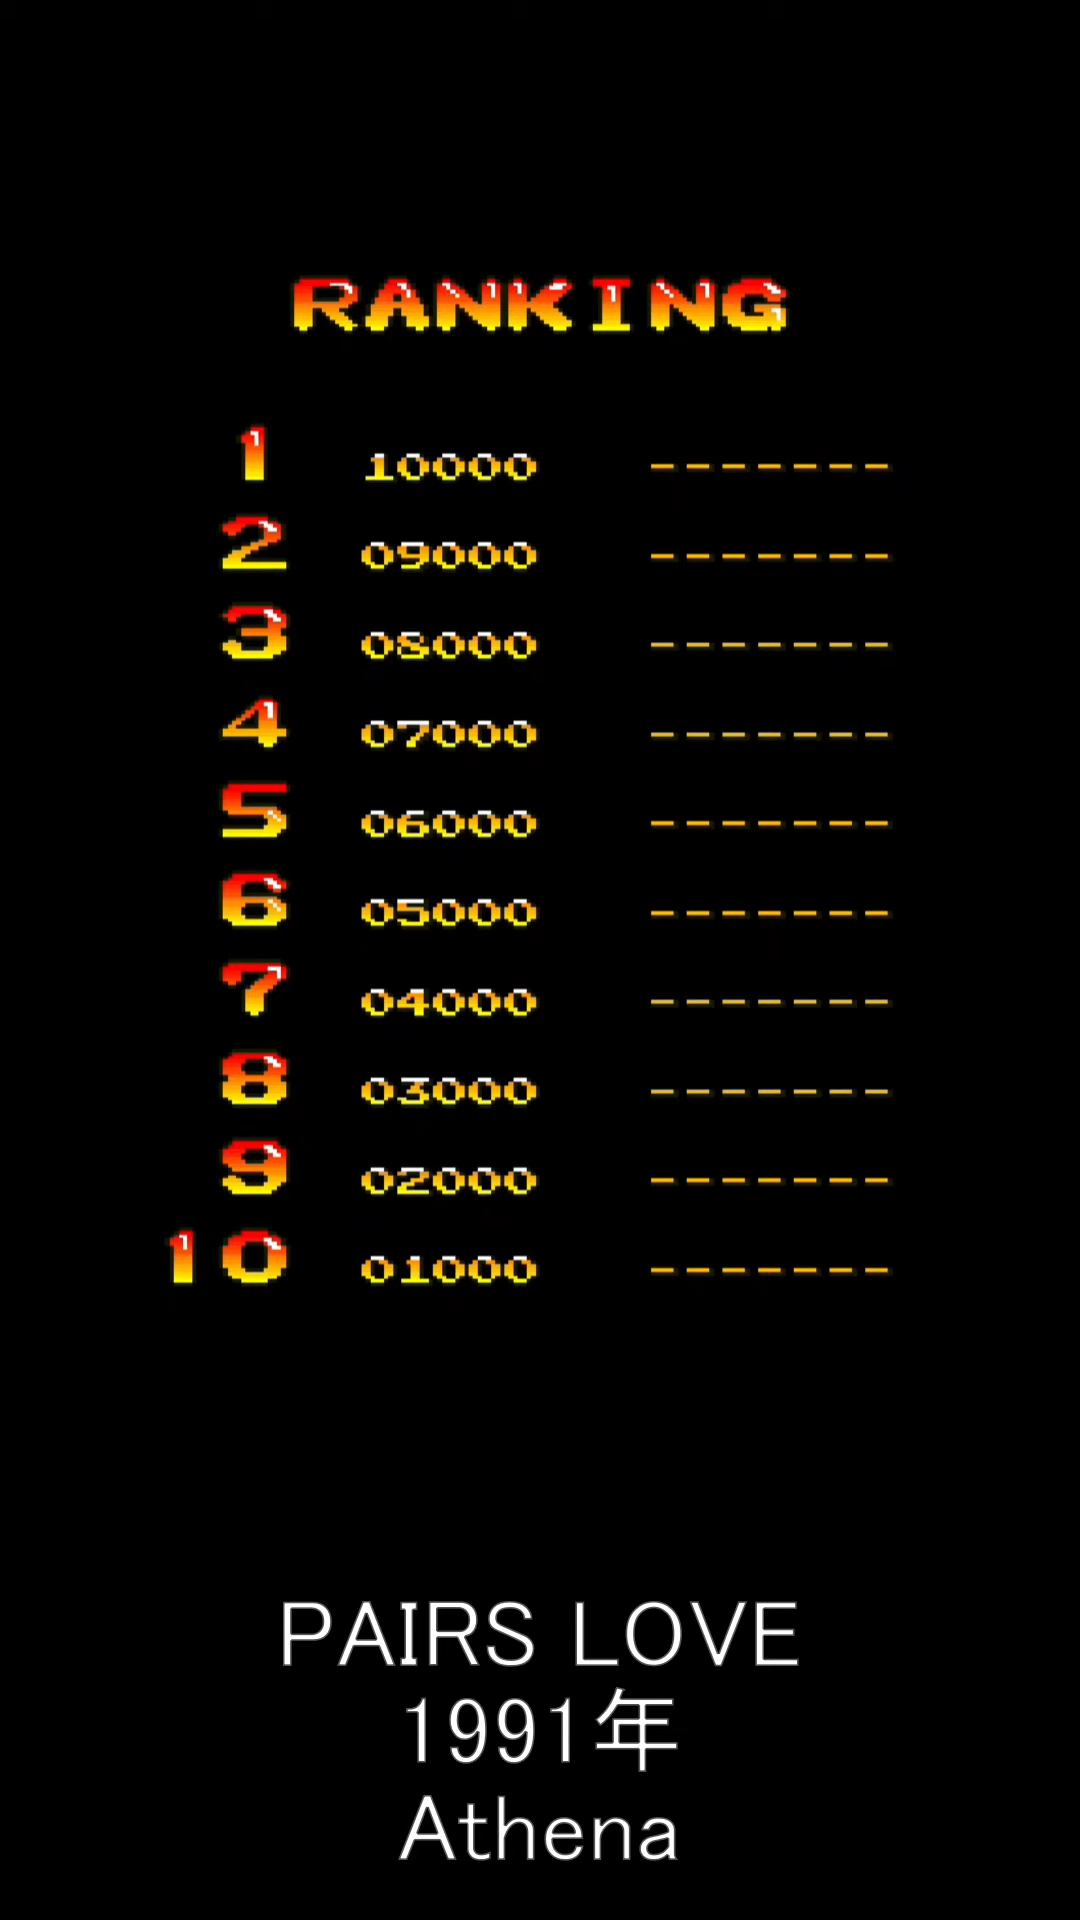 RANKING
1 10000 -------
2 09000 -------
3 08000 -------
4 07000 -------
5 06000 -------
6 05000 -------
7 04000 -------
8 03000 -------
9 02000 -------
10 01000 -------
PAIRS LOVE
1991年
Athena